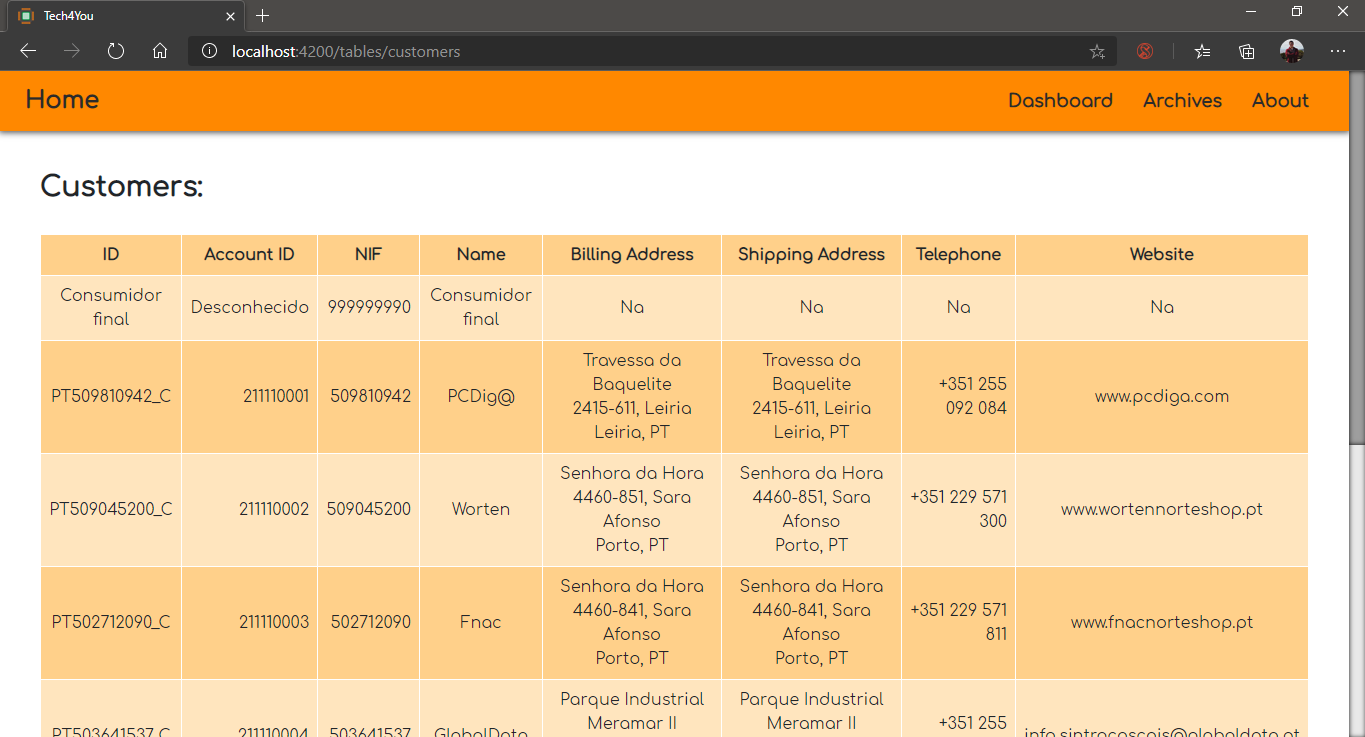 Tech4You
localhost:4200/tables/customers
Home Dashboard Archives About
Customers:
ID Account ID NIF Name Billing Address Shipping Address Telephone Website
Consumidor final Desconhecido 999999990 Consumidor final Na Na Na Na
PT509810942_C 211110001 509810942 PCDig@ Travessa da Baquelite 2415-611, Leiria Leiria, PT Travessa da Baquelite 2415-611, Leiria Leiria, PT +351 255 092 084 www.pcdiga.com
PT509045200_C 211110002 509045200 Worten Senhora da Hora 4460-851, Sara Afonso Porto, PT Senhora da Hora 4460-851, Sara Afonso Porto, PT +351 229 571 300 www.wortennorteshop.pt
PT502712090_C 211110003 502712090 Fnac Senhora da Hora 4460-841, Sara Afonso Porto, PT Senhora da Hora 4460-841, Sara Afonso Porto, PT +351 229 571 811 www.fnacnorteshop.pt
PT503641537_C 211110004 503641537 GlobalData Parque Industrial Meramar II Parque Industrial Meramar II +351 255 info.sintracascais@globaldata.pt